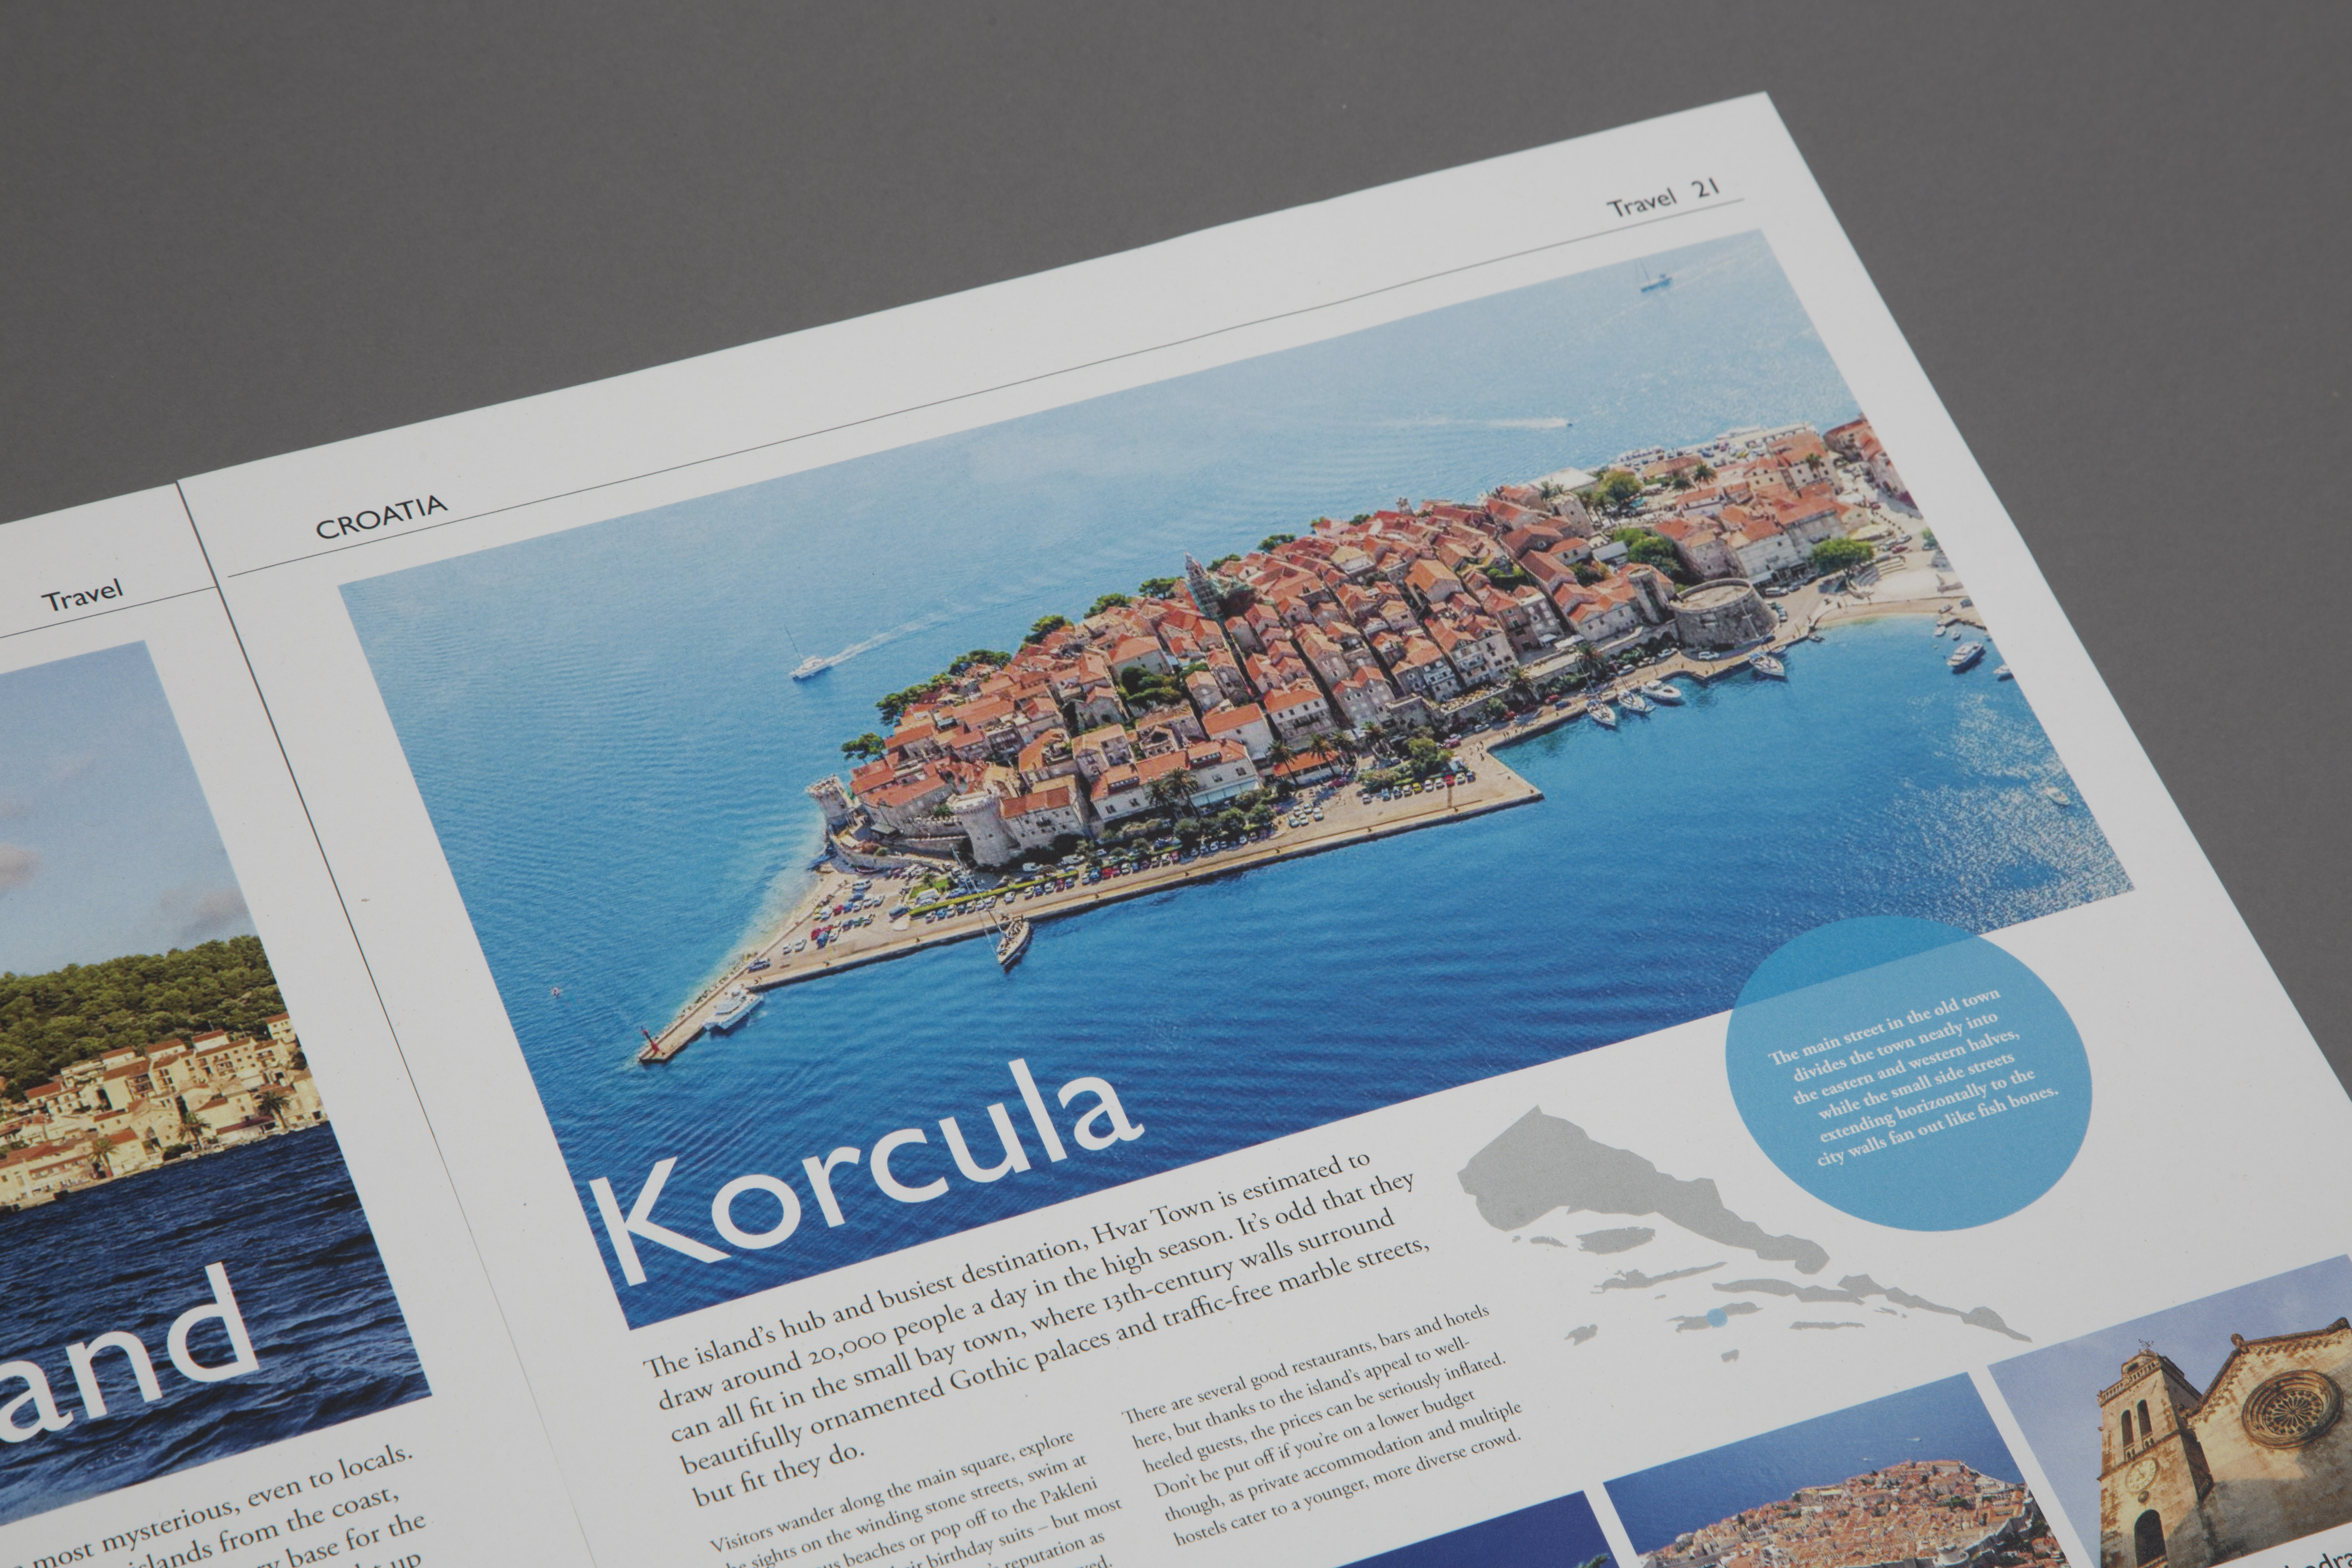 Travel
and
most mysterious, even to locals.
islands from the coast,
base for the
up
CROATIA
Travel 21
Korcula
The island's hub and busiest destination, Hvar Town is estimated to
draw around 20,000 people a day in the high season. It's odd that they
can all fit in the small bay town, where 13th-century walls surround
beautifully ornamented Gothic palaces and traffic-free marble streets,
but fit they do.
Visitors wander along the main square, explore
sights on the winding stone streets, swim at
beaches or pop off to the Pakleni
birthday suits – but most
reputation as
There are several good restaurants, bars and hotels
here, but thanks to the island's appeal to well-
heeled guests, the prices can be seriously inflated.
Don't be put off if you're on a lower budget
though, as private accommodation and multiple
hostels cater to a younger, more diverse crowd.
The main street in the old town
divides the town neatly into
the eastern and western halves,
while the small side streets
extending horizontally to the
city walls fan out like fish bones.